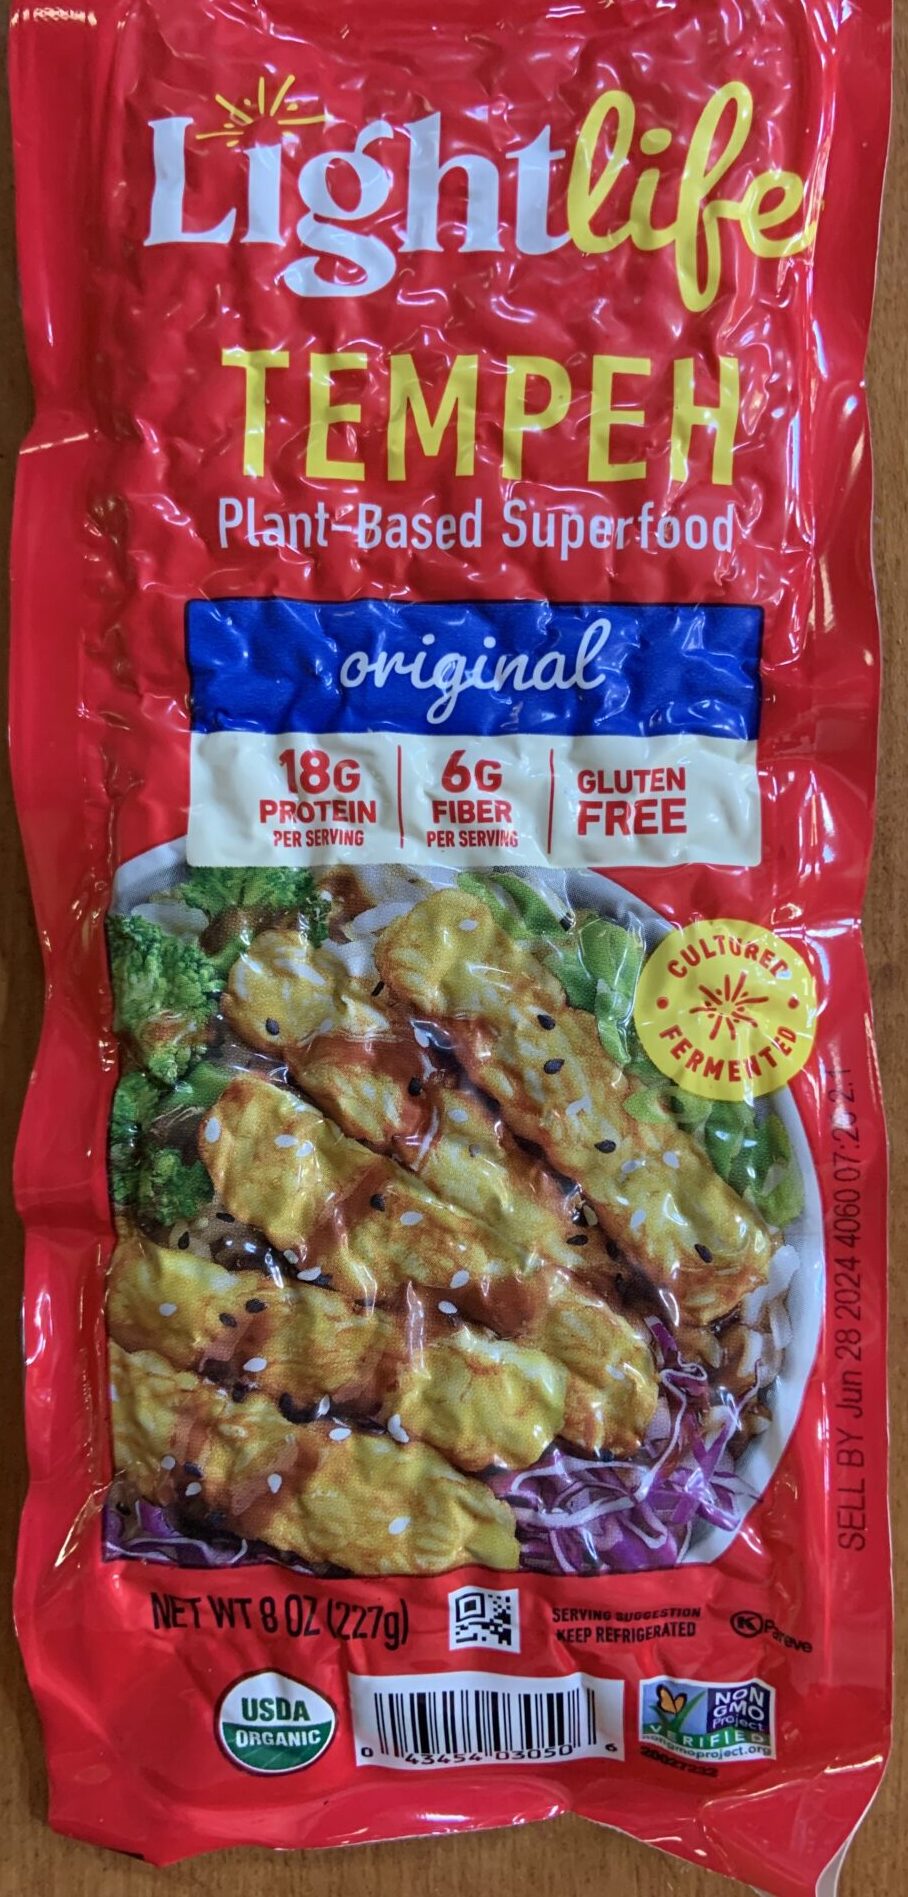 Lightlife
TEMPEH
Plant-Based Superfood
original
18G
PROTEIN
PER SERVING
6G
FIBER
PER SERVING
GLUTEN
FREE
CULTURED
FERMENTED
SELL BY Jun 28 2024 4060 07:26 2.1
NET WT 8 OZ (227g)
SERVING SUGGESTION
KEEP REFRIGERATED
K Pareve
USDA
ORGANIC
0 43454 03050 6
NON
GMO
Project
VERIFIED
nongmoproject.org